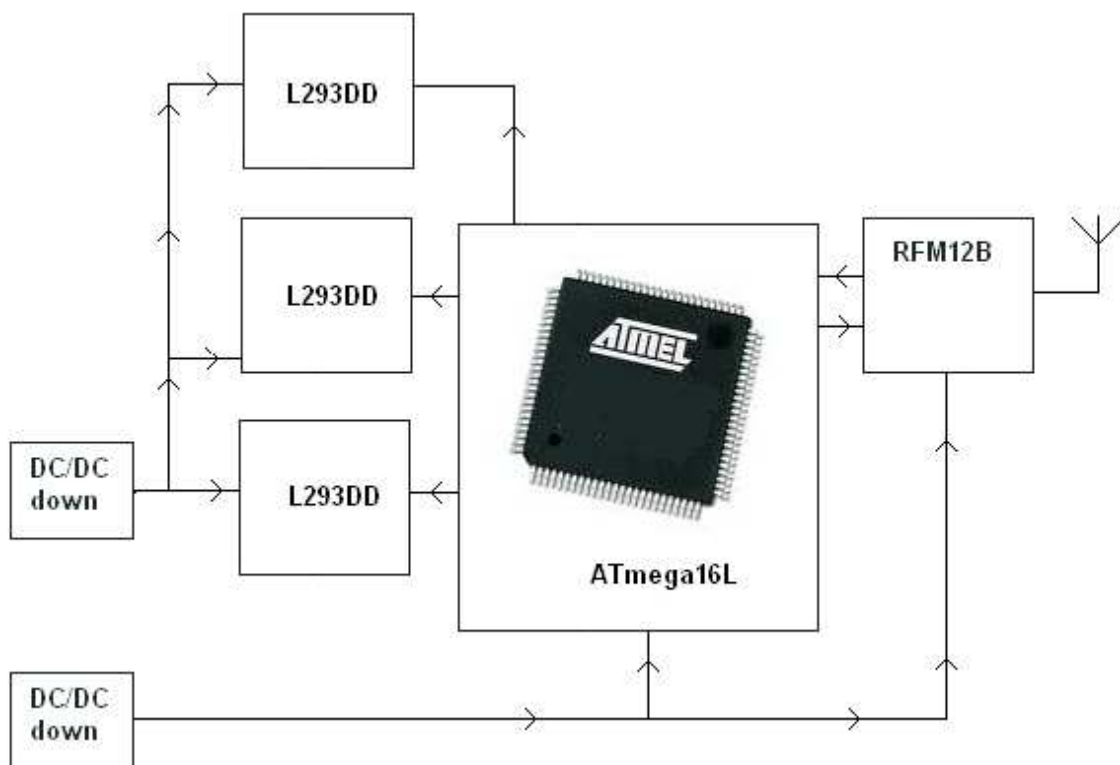 L293DD
L293DD
RFM12B
ATMEL
DC/DC
down
L293DD
ATmega16L
DC/DC
down